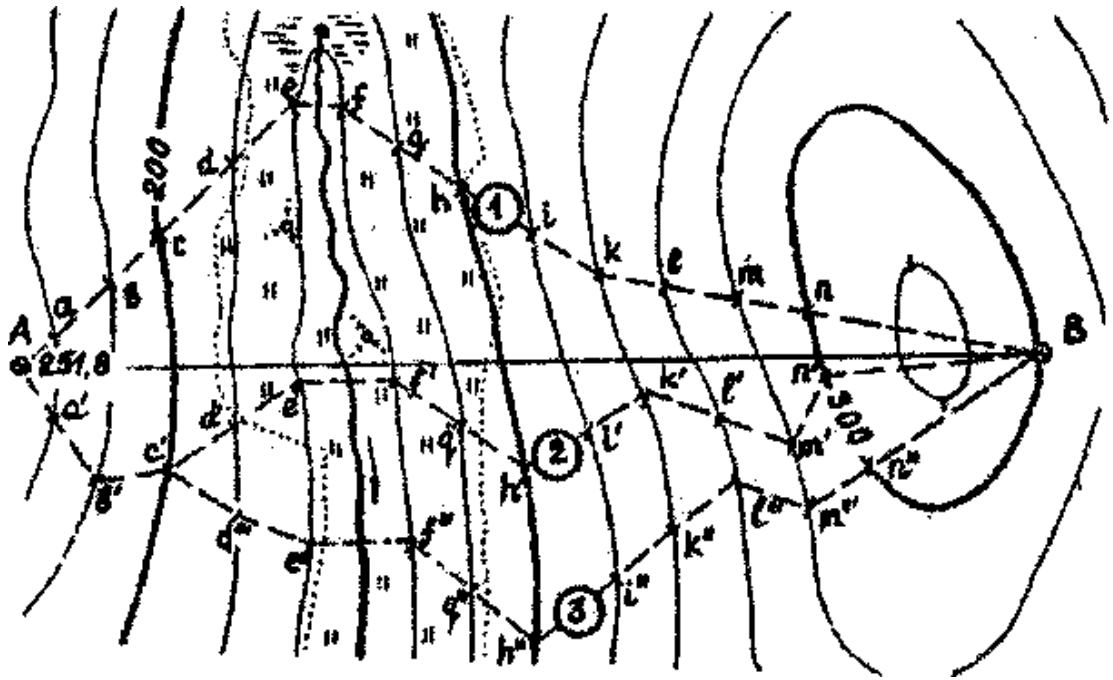 e
f
d
g
200
h
1
c
i
a
в
k
l
m
n
A
B
251,8
a'
k'
n'
300
d'
e'
f'
l'
m'
q'
2
i'
c'
h'
в'
n"
l"
m"
d"
e"
f"
k"
q"
3
i"
h"